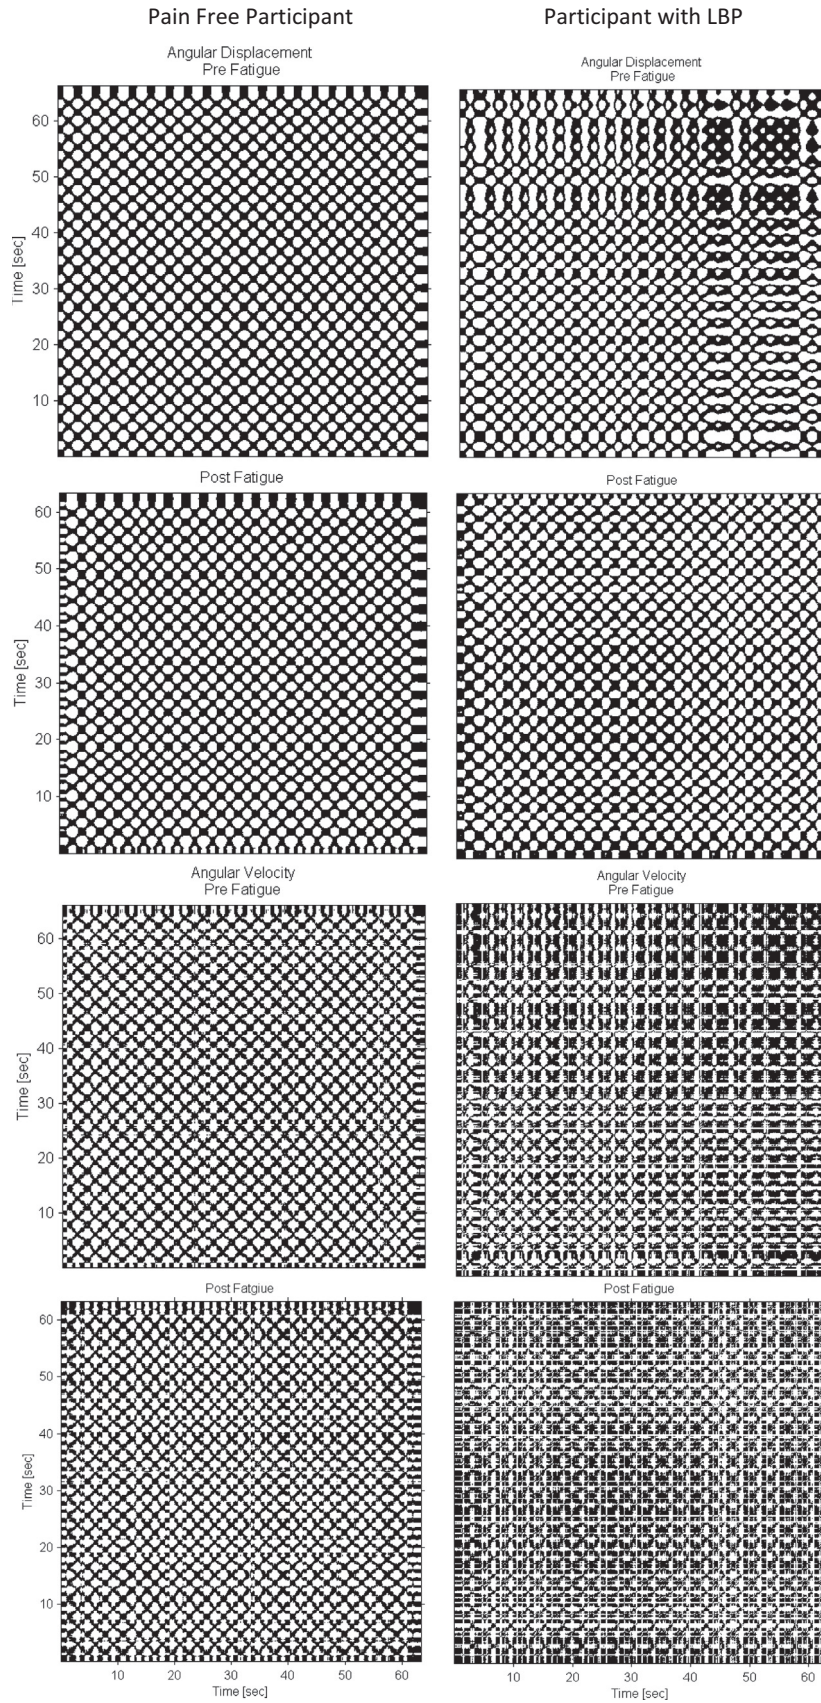 Pain Free Participant
Participant with LBP
Angular Displacement
Pre Fatigue
Angular Displacement
Pre Fatigue
60
50
40
30
20
10
Time [sec]
Post Fatigue
Post Fatigue
60
50
40
30
20
10
Time [sec]
Angular Velocity
Pre Fatigue
Angular Velocity
Pre Fatigue
60
50
40
30
20
10
Time [sec]
Post Fatgiue
Post Fatigue
60
50
40
30
20
10
Time [sec]
10 20 30 40 50 60
Time [sec]
10 20 30 40 50 60
Time [sec]